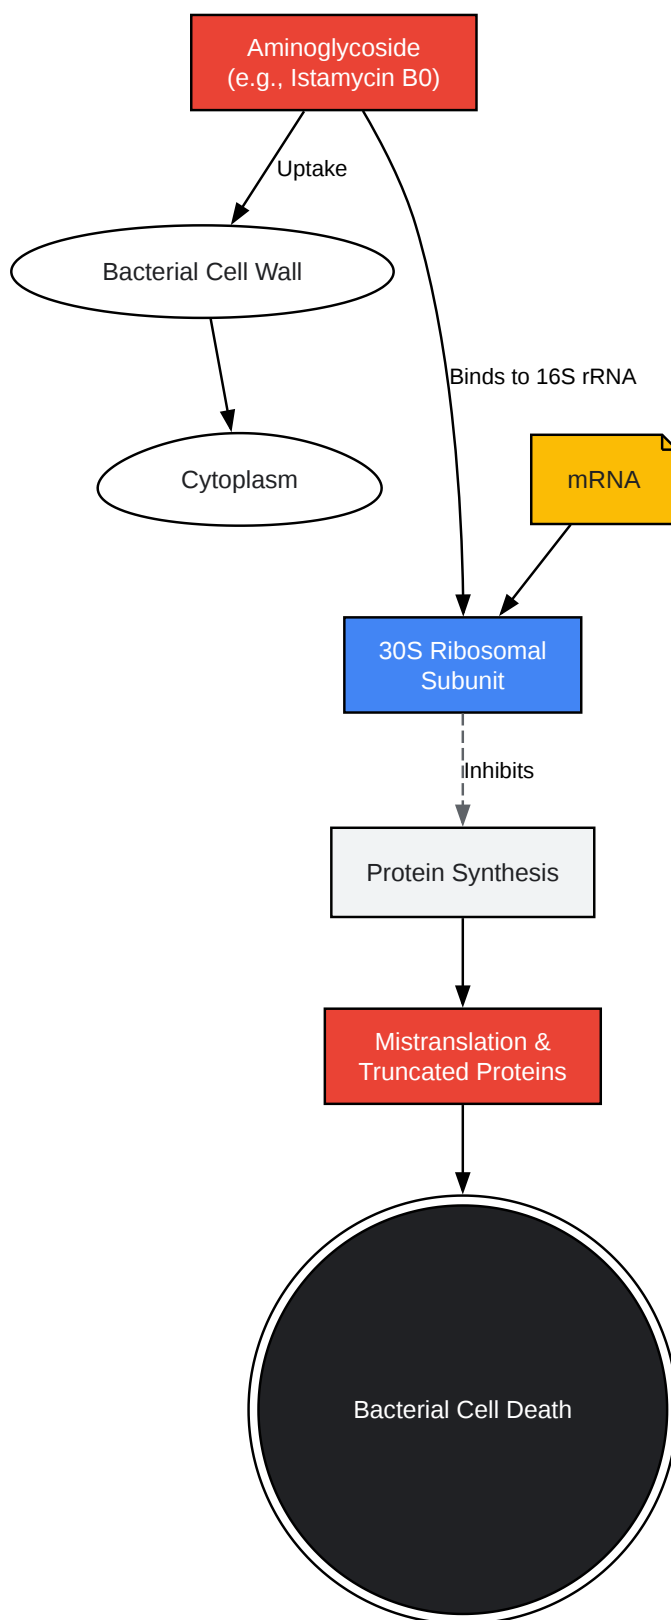 Aminoglycoside
(e.g., Istamycin B0)
Uptake
Bacterial Cell Wall
Binds to 16S rRNA
Cytoplasm
mRNA
30S Ribosomal
Subunit
Inhibits
Protein Synthesis
Mistranslation &
Truncated Proteins
Bacterial Cell Death